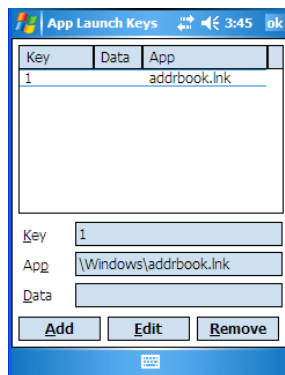 App Launch Keys 3:45 ok
Key Data App
1 addrbook.lnk
Key 1
App \Windows\addrbook.lnk
Data
Add Edit Remove